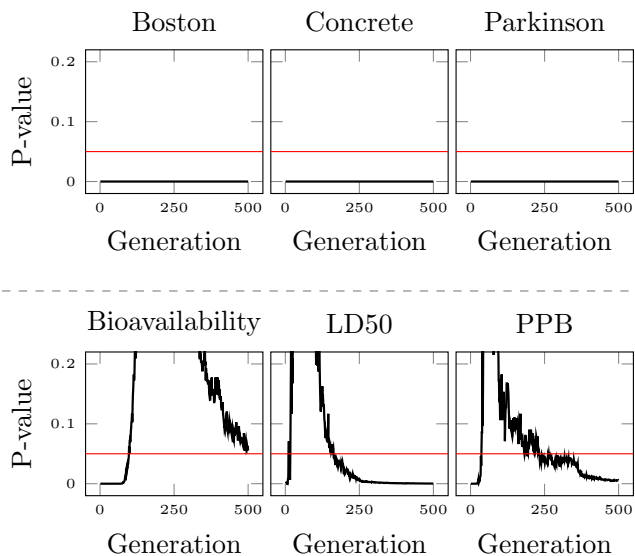 Boston Concrete Parkinson
0.2
0.1
0
P-value
0 250 500 0 250 500 0 250 500
Generation Generation Generation
Bioavailability LD50 PPB
0.2
0.1
0
P-value
0 250 500 0 250 500 0 250 500
Generation Generation Generation